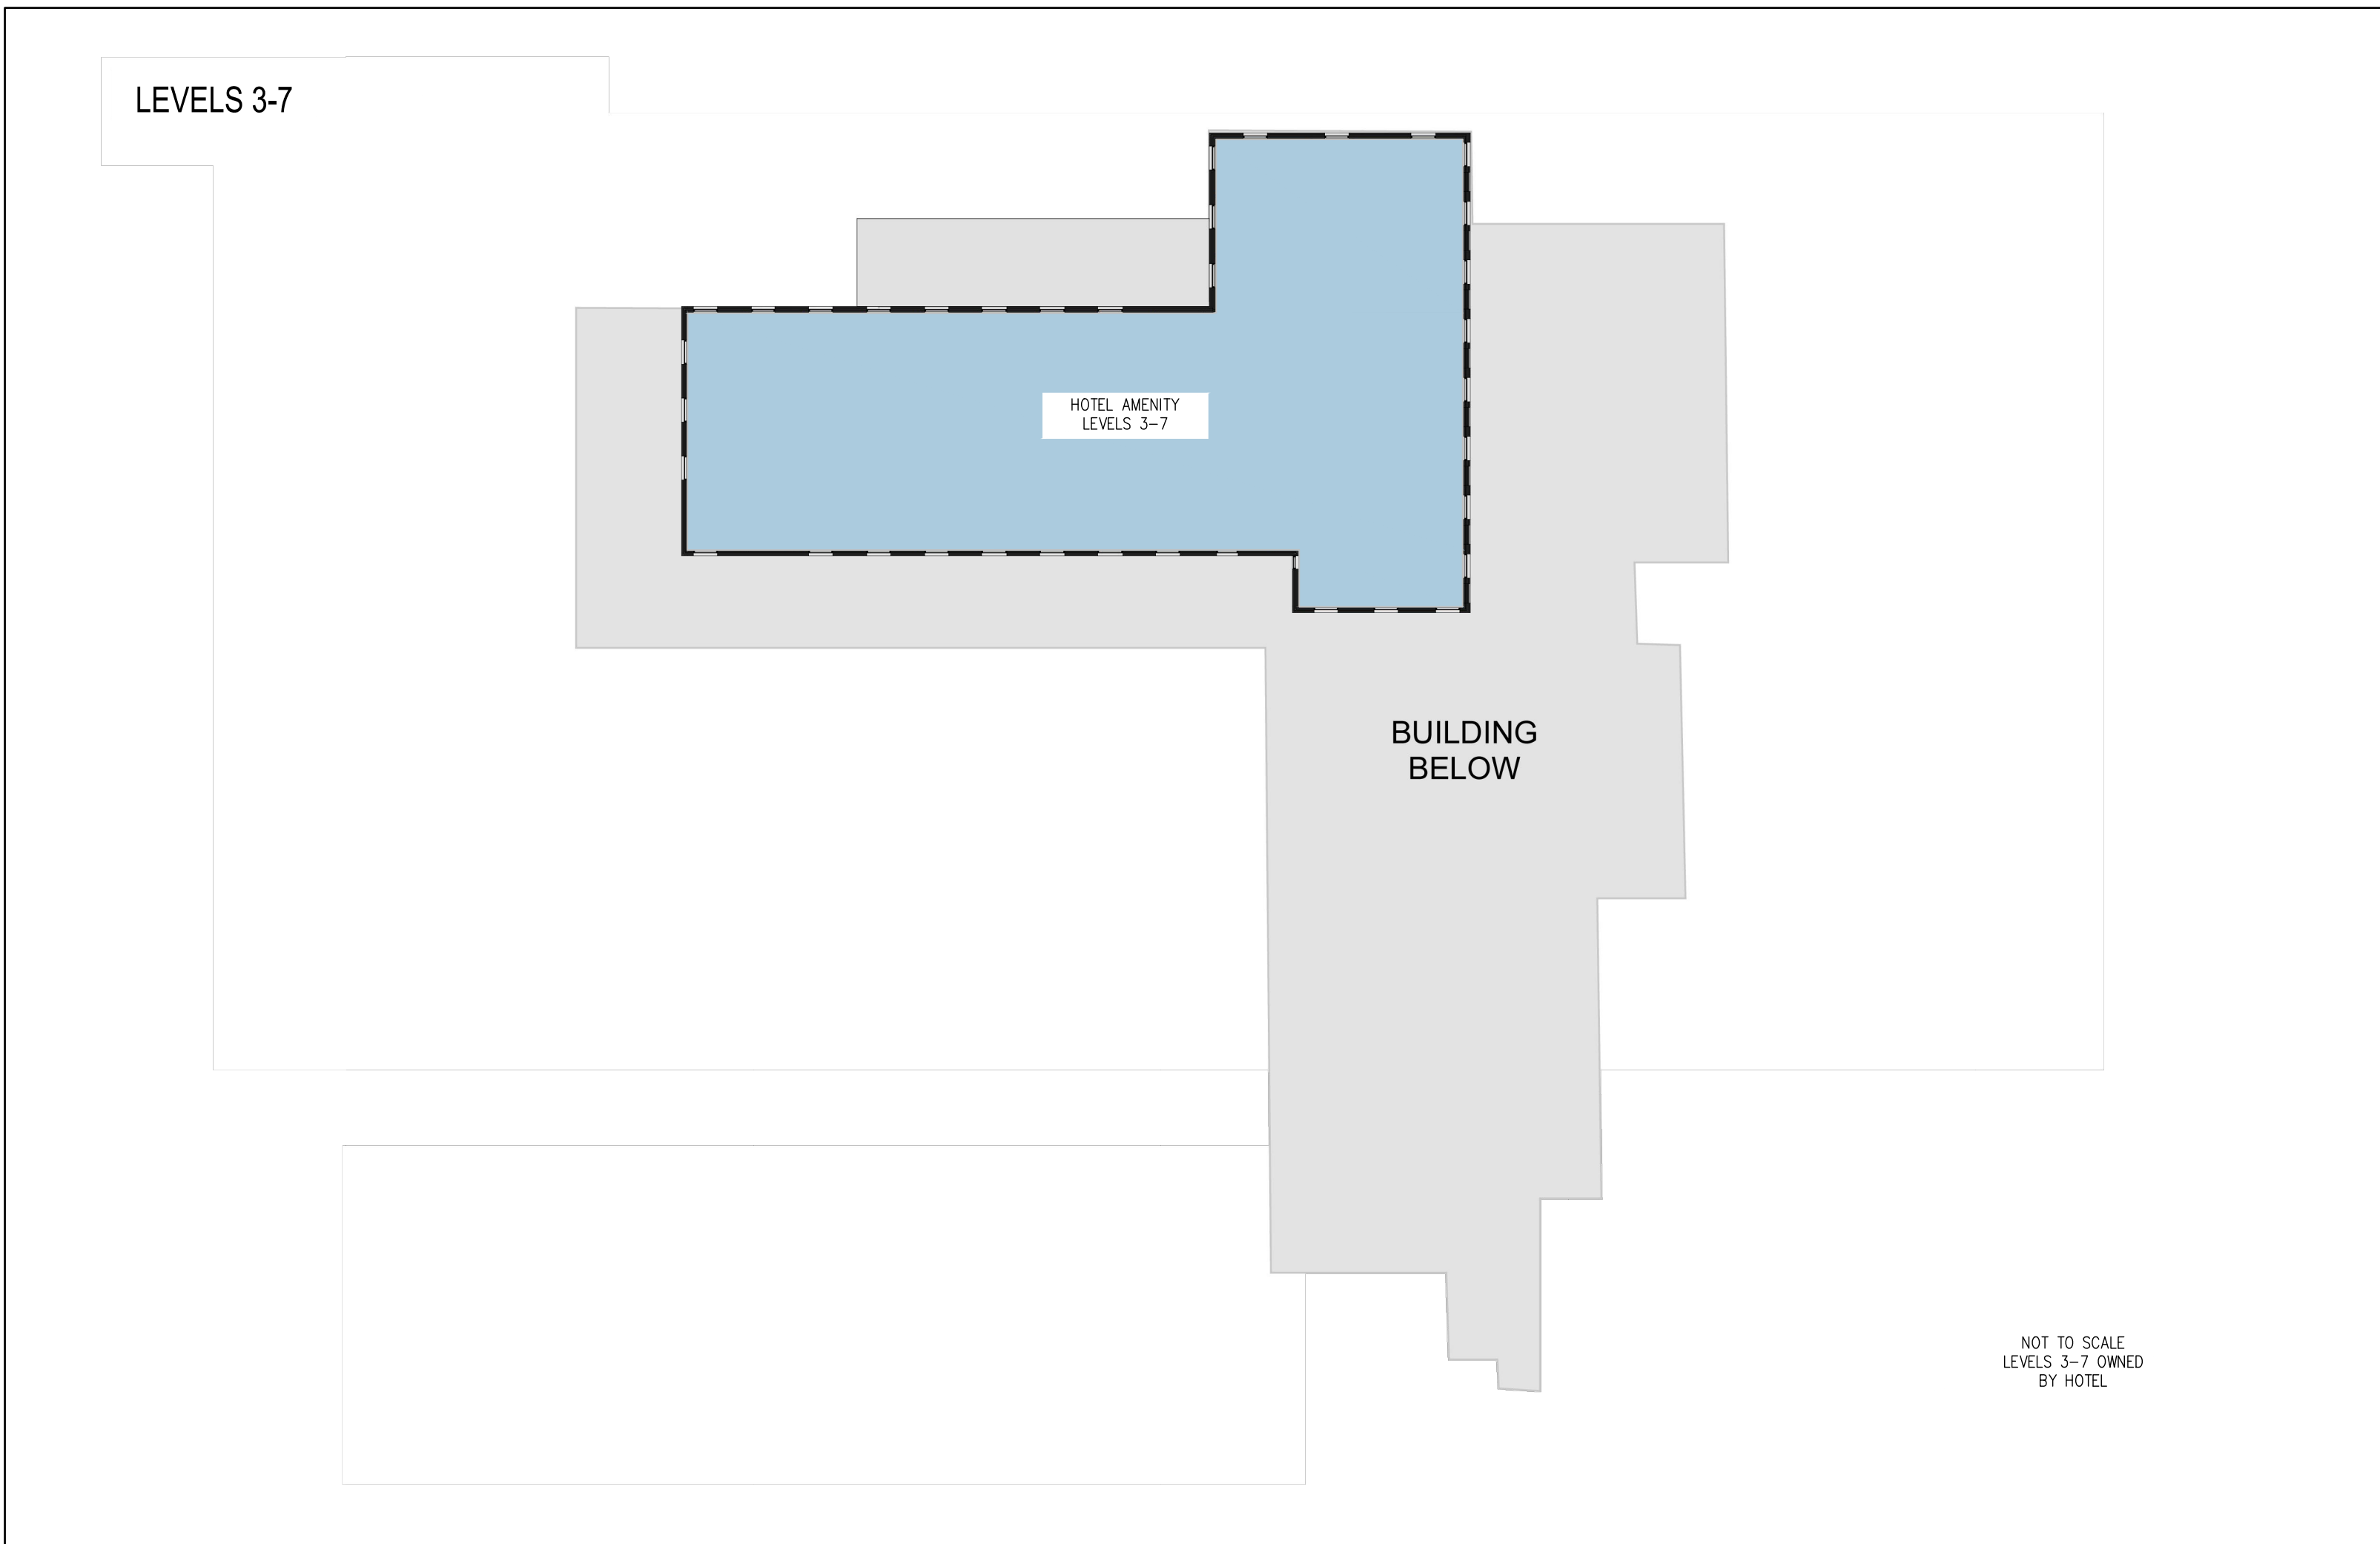 LEVELS 3-7
HOTEL AMENITY
LEVELS 3-7
BUILDING
BELOW
NOT TO SCALE
LEVELS 3-7 OWNED
BY HOTEL